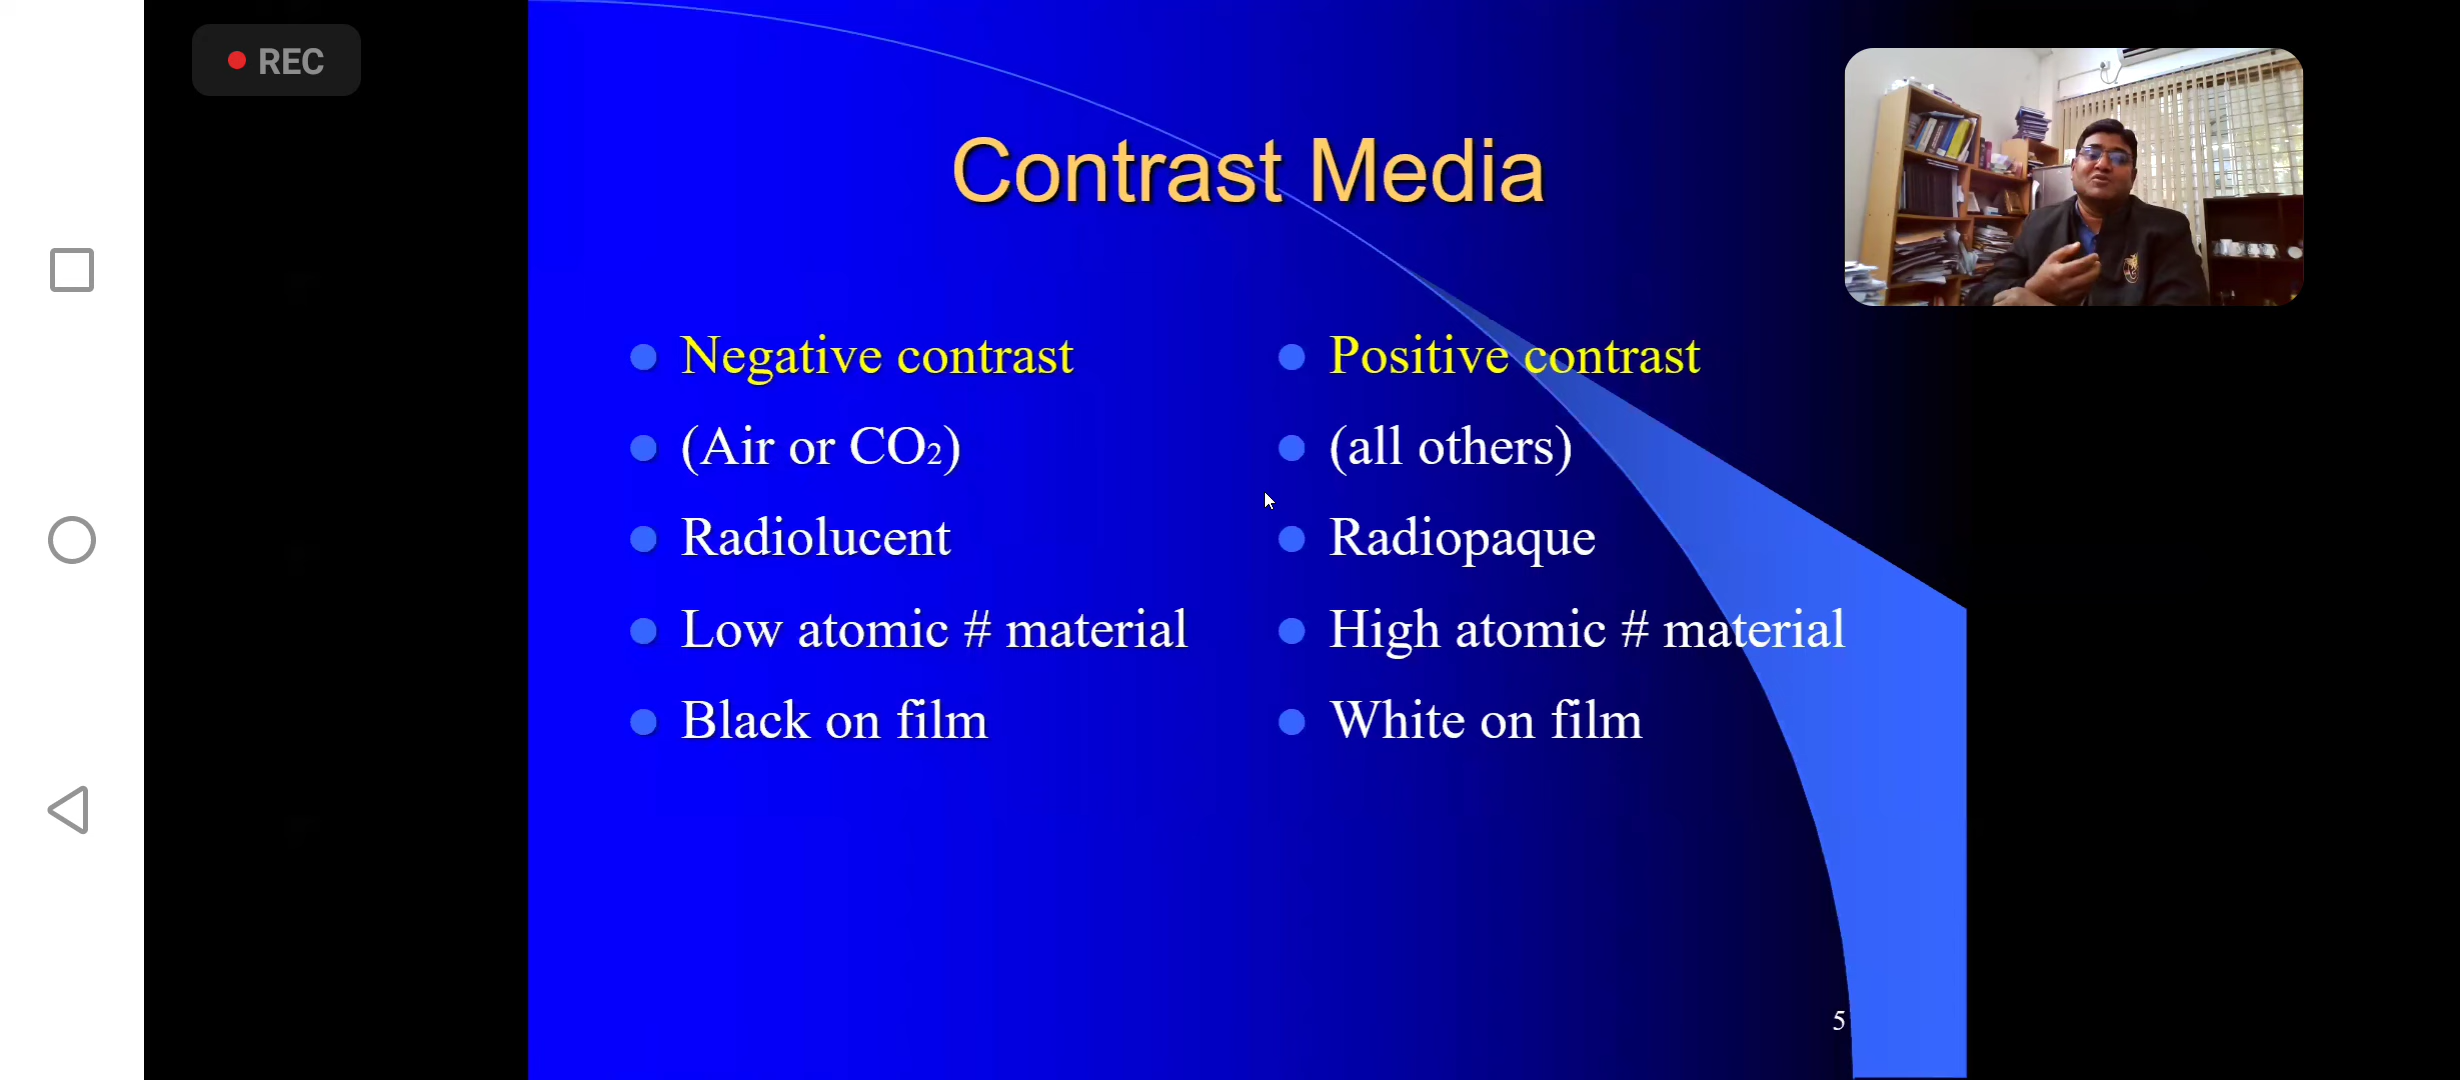 REC
Contrast Media
Negative contrast
(Air or CO₂)
Radiolucent
Low atomic # material
Black on film
Positive contrast
(all others)
Radiopaque
High atomic # material
White on film
5